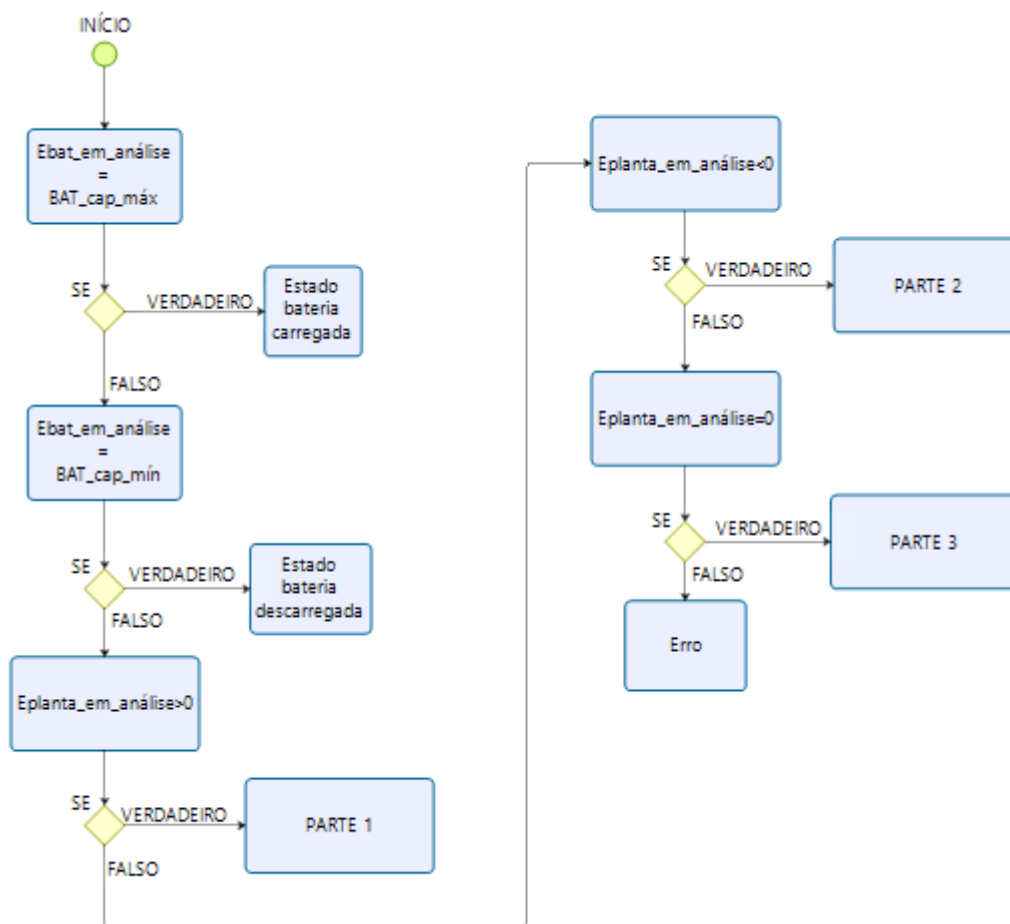 INÍCIO
Ebat_em_análise
=
BAT_cap_máx
SE
VERDADEIRO
Estado
bateria
carregada
FALSO
Ebat_em_análise
=
BAT_cap_mín
SE
VERDADEIRO
Estado
bateria
descarregada
FALSO
Eplanta_em_análise>0
SE
VERDADEIRO
PARTE 1
FALSO
Eplanta_em_análise<0
SE
VERDADEIRO
PARTE 2
FALSO
Eplanta_em_análise=0
SE
VERDADEIRO
PARTE 3
FALSO
Erro